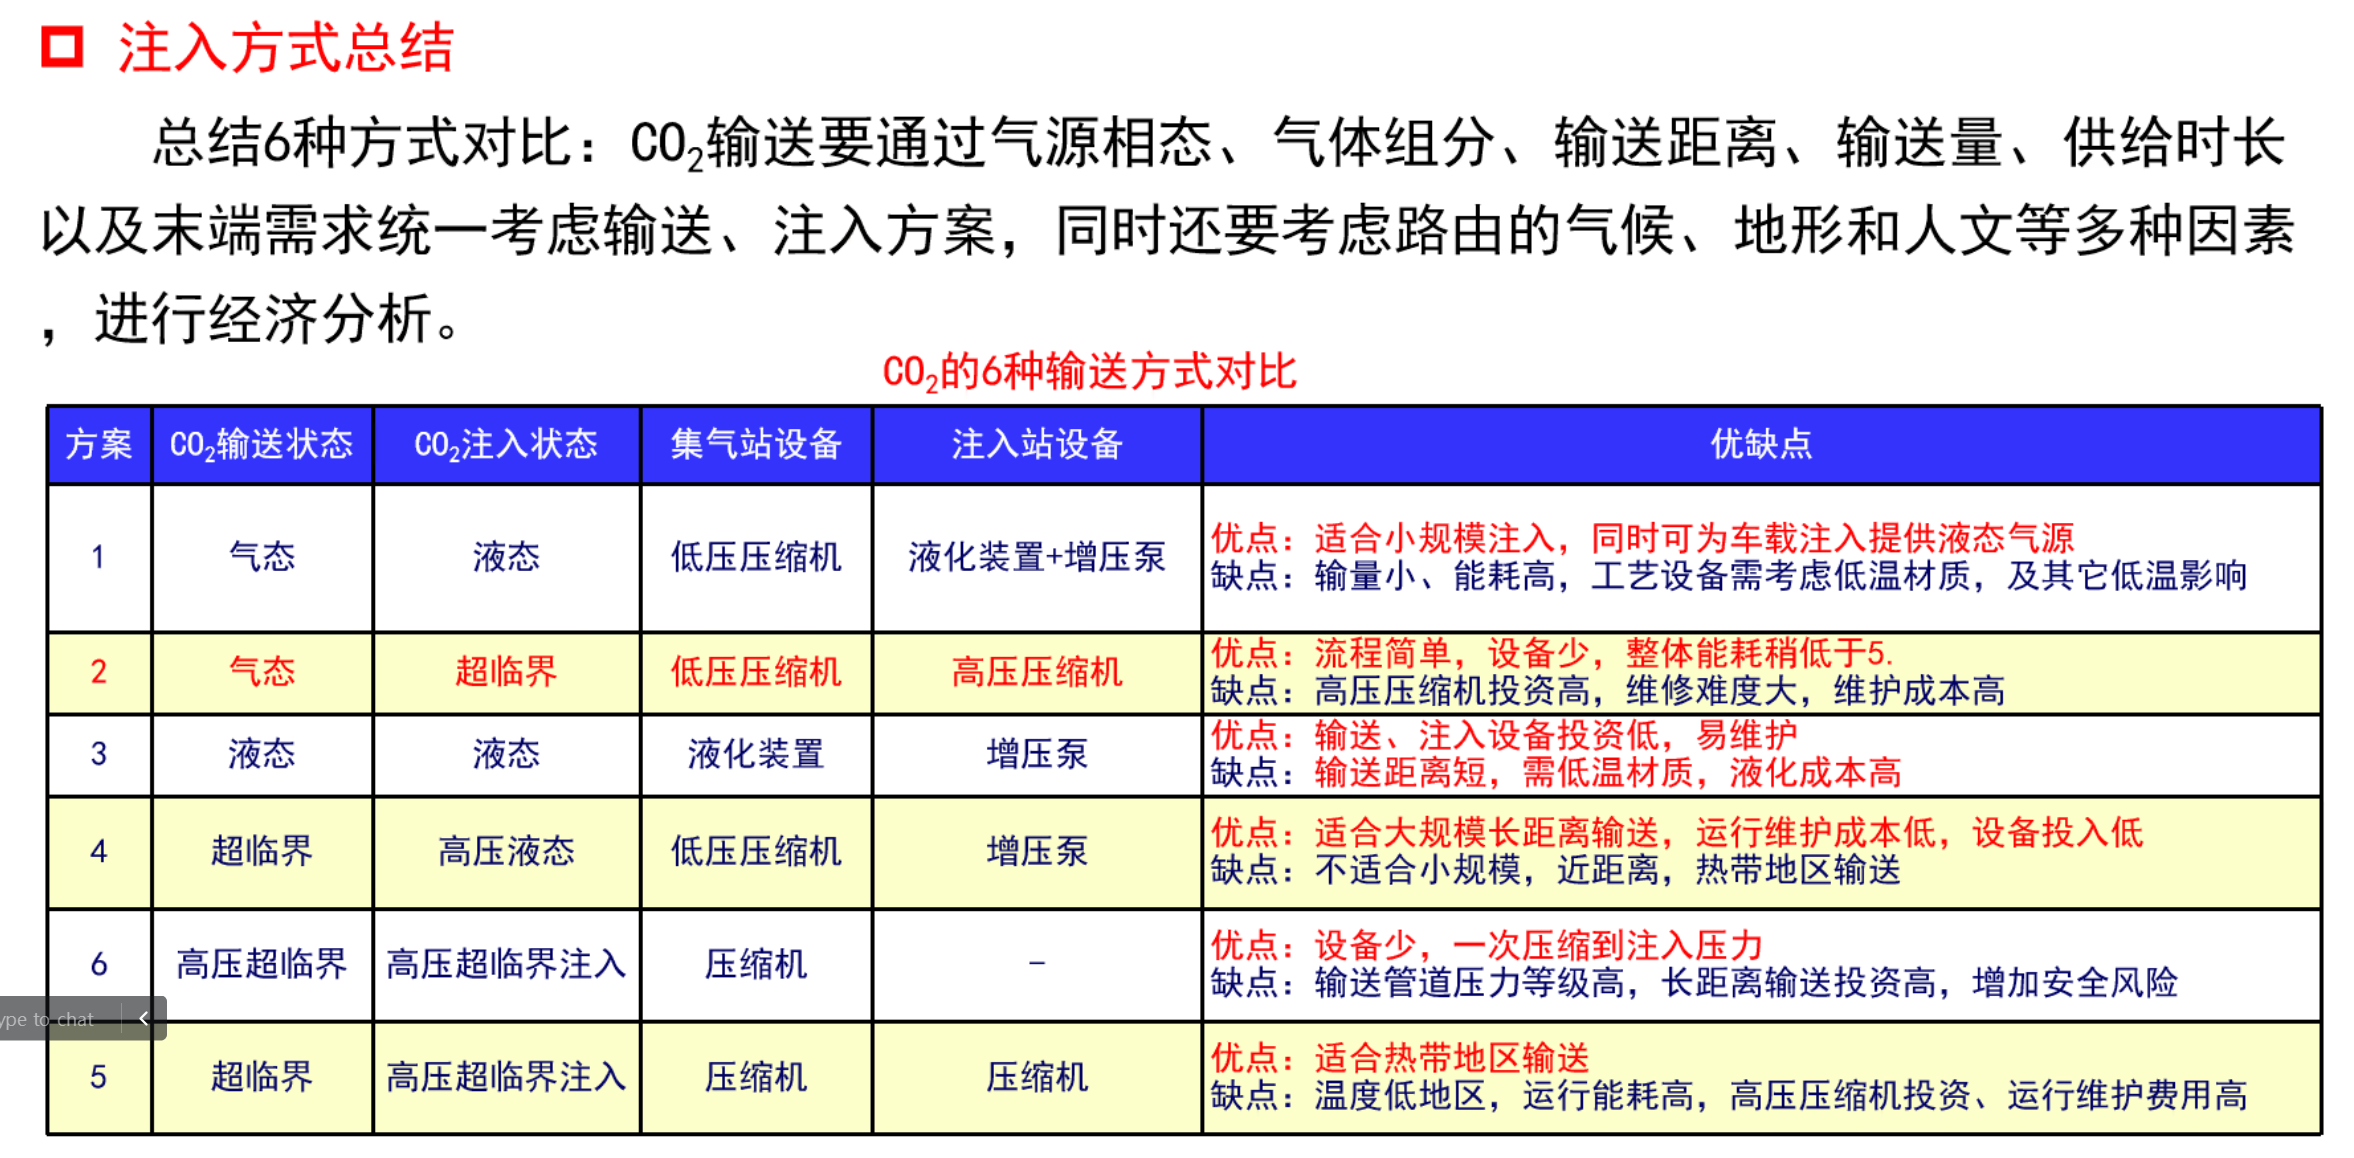 注入方式总结
总结6种方式对比：CO₂输送要通过气源相态、气体组分、输送距离、输送量、供给时长
以及末端需求统一考虑输送、注入方案，同时还要考虑路由的气候、地形和人文等多种因素
，进行经济分析。
CO₂的6种输送方式对比
方案 CO₂输送状态 CO₂注入状态 集气站设备 注入站设备 优缺点
1 气态 液态 低压压缩机 液化装置+增压泵
优点：适合小规模注入，同时可为车载注入提供液态气源
缺点：输量小、能耗高，工艺设备需考虑低温材质，及其它低温影响
2 气态 超临界 低压压缩机 高压压缩机
优点：流程简单，设备少，整体能耗稍低于5.
缺点：高压压缩机投资高，维修难度大，维护成本高
3 液态 液态 液化装置 增压泵
优点：输送、注入设备投资低，易维护
缺点：输送距离短，需低温材质，液化成本高
4 超临界 高压液态 低压压缩机 增压泵
优点：适合大规模长距离输送，运行维护成本低，设备投入低
缺点：不适合小规模，近距离，热带地区输送
6 高压超临界 高压超临界注入 压缩机 -
优点：设备少，一次压缩到注入压力
缺点：输送管道压力等级高，长距离输送投资高，增加安全风险
ype to chat
5 超临界 高压超临界注入 压缩机 压缩机
优点：适合热带地区输送
缺点：温度低地区，运行能耗高，高压压缩机投资、运行维护费用高